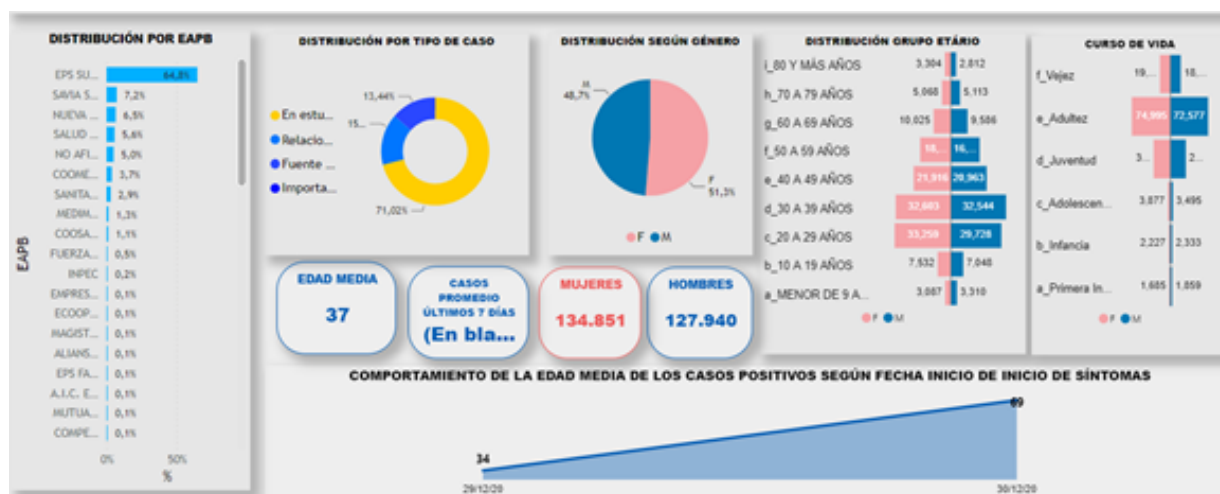 DISTRIBUCIÓN POR EAPB
EPS SU... 64,8%
SAVIA S... 7,2%
NUEVA ... 6,5%
SALUD ... 5,6%
NO AFI... 5,0%
COOME... 3,7%
SANITA... 2,9%
MEDIM... 1,3%
COOSA... 1,1%
FUERZA... 0,5%
INPEC 0,2%
EMPRES... 0,1%
ECOOP... 0,1%
MAGIST... 0,1%
ALIANS... 0,1%
EPS FA... 0,1%
A.I.C. E... 0,1%
MUTUA... 0,1%
COMPE... 0,1%
0% 50%
%
EAPB
DISTRIBUCIÓN POR TIPO DE CASO
En estu...
Relacio...
Fuente ...
Importa...
13,44%
15...
71,02%
DISTRIBUCIÓN SEGÚN GÉNERO
M
48,7%
F
51,3%
F M
DISTRIBUCIÓN GRUPO ETÁRIO
i_80 Y MÁS AÑOS 3,304 2,812
h_70 A 79 AÑOS 5,068 5,113
g_60 A 69 AÑOS 10,025 9,586
f_50 A 59 AÑOS 18,... 16,...
e_40 A 49 AÑOS 21,916 20,963
d_30 A 39 AÑOS 32,603 32,544
c_20 A 29 AÑOS 33,259 29,728
b_10 A 19 AÑOS 7,532 7,048
a_MENOR DE 9 A... 3,087 3,310
F M
CURSO DE VIDA
f_Vejez 19,... 18,...
e_Adultez 74,995 72,577
d_Juventud 3... 2...
c_Adolescen... 3,877 3,495
b_Infancia 2,227 2,333
a_Primera In... 1,685 1,859
F M
EDAD MEDIA
37
CASOS
PROMEDIO
ÚLTIMOS 7 DÍAS
(En bla...
MUJERES
134.851
HOMBRES
127.940
COMPORTAMIENTO DE LA EDAD MEDIA DE LOS CASOS POSITIVOS SEGÚN FECHA INICIO DE INICIO DE SÍNTOMAS
34
69
29/12/20 30/12/20